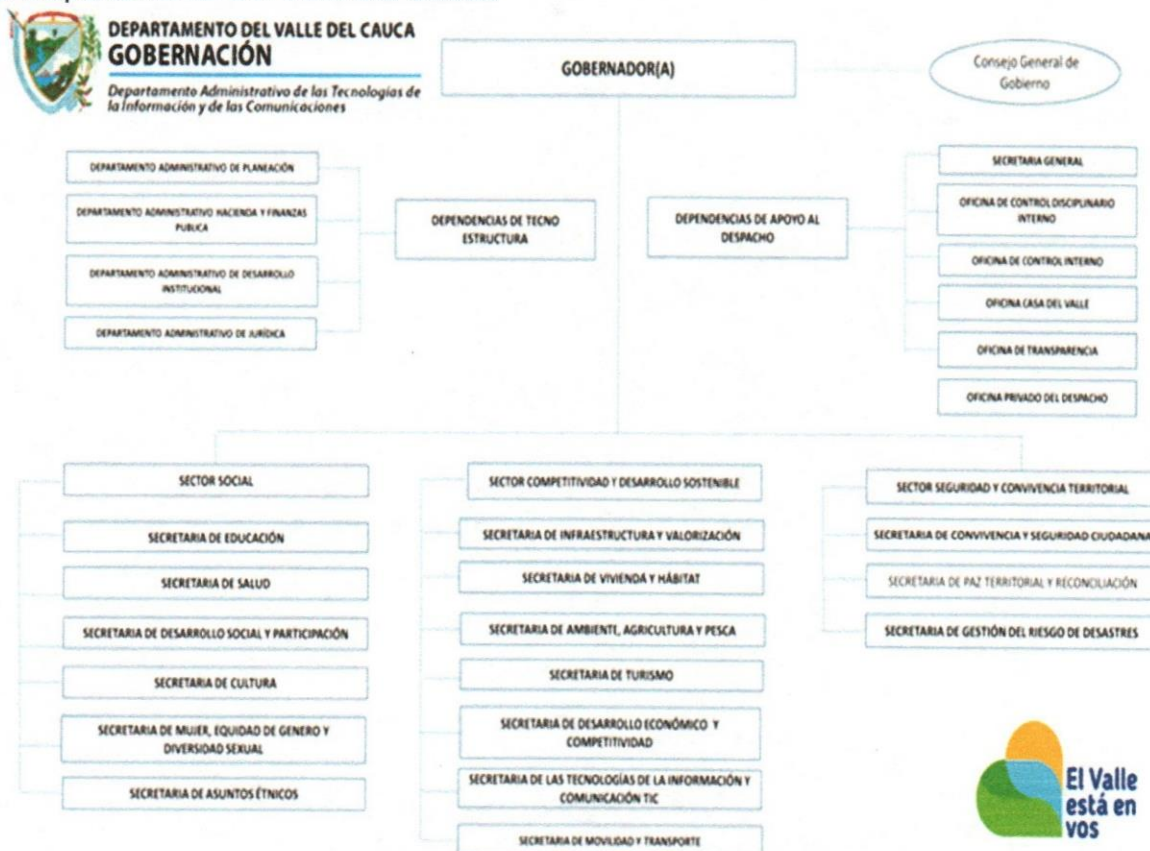 DEPARTAMENTO DEL VALLE DEL CAUCA
GOBERNACIÓN
Departamento Administrativo de las Tecnologías de
la Información y de las Comunicaciones
GOBERNADOR(A)
Consejo General de
Gobierno
DEPARTAMENTO ADMINISTRATIVO DE PLANEACIÓN
DEPARTAMENTO ADMINISTRATIVO HACIENDA Y FINANZAS
PUBLICA
DEPARTAMENTO ADMINISTRATIVO DE DESARROLLO
INSTITUCIONAL
DEPARTAMENTO ADMINISTRATIVO DE JURÍDICA
DEPENDENCIAS DE TECNO
ESTRUCTURA
DEPENDENCIAS DE APOYO AL
DESPACHO
SECRETARIA GENERAL
OFICINA DE CONTROL DISCIPLINARIO
INTERNO
OFICINA DE CONTROL INTERNO
OFICINA CASA DEL VALLE
OFICINA DE TRANSPARENCIA
OFICINA PRIVADO DEL DESPACHO
SECTOR SOCIAL
SECRETARIA DE EDUCACIÓN
SECRETARIA DE SALUD
SECRETARIA DE DESARROLLO SOCIAL Y PARTICIPACIÓN
SECRETARIA DE CULTURA
SECRETARIA DE MUJER, EQUIDAD DE GENERO Y
DIVERSIDAD SEXUAL
SECRETARIA DE ASUNTOS ÉTNICOS
SECTOR COMPETITIVIDAD Y DESARROLLO SOSTENIBLE
SECRETARIA DE INFRAESTRUCTURA Y VALORIZACIÓN
SECRETARIA DE VIVIENDA Y HÁBITAT
SECRETARIA DE AMBIENTE, AGRICULTURA Y PESCA
SECRETARIA DE TURISMO
SECRETARIA DE DESARROLLO ECONÓMICO Y
COMPETITIVIDAD
SECRETARIA DE LAS TECNOLOGÍAS DE LA INFORMACIÓN Y
COMUNICACIÓN TIC
SECRETARIA DE MOVILIDAD Y TRANSPORTE
SECTOR SEGURIDAD Y CONVIVENCIA TERRITORIAL
SECRETARIA DE CONVIVENCIA Y SEGURIDAD CIUDADANA
SECRETARIA DE PAZ TERRITORIAL Y RECONCILIACIÓN
SECRETARIA DE GESTIÓN DEL RIESGO DE DESASTRES
El Valle
está en
vos